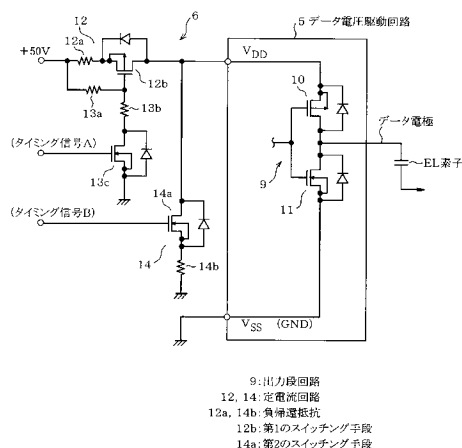 6
5 データ電圧駆動回路
12
12a
+50V
V_DD
12b
13a
13b
10
データ電極
(タイミング信号A)
EL素子
13c
9
(タイミング信号B)
14a
11
14
14b
V_SS (GND)
9:出力段回路
12, 14:定電流回路
12a, 14b:負帰還抵抗
12b:第1のスイッチング手段
14a:第2のスイッチング手段